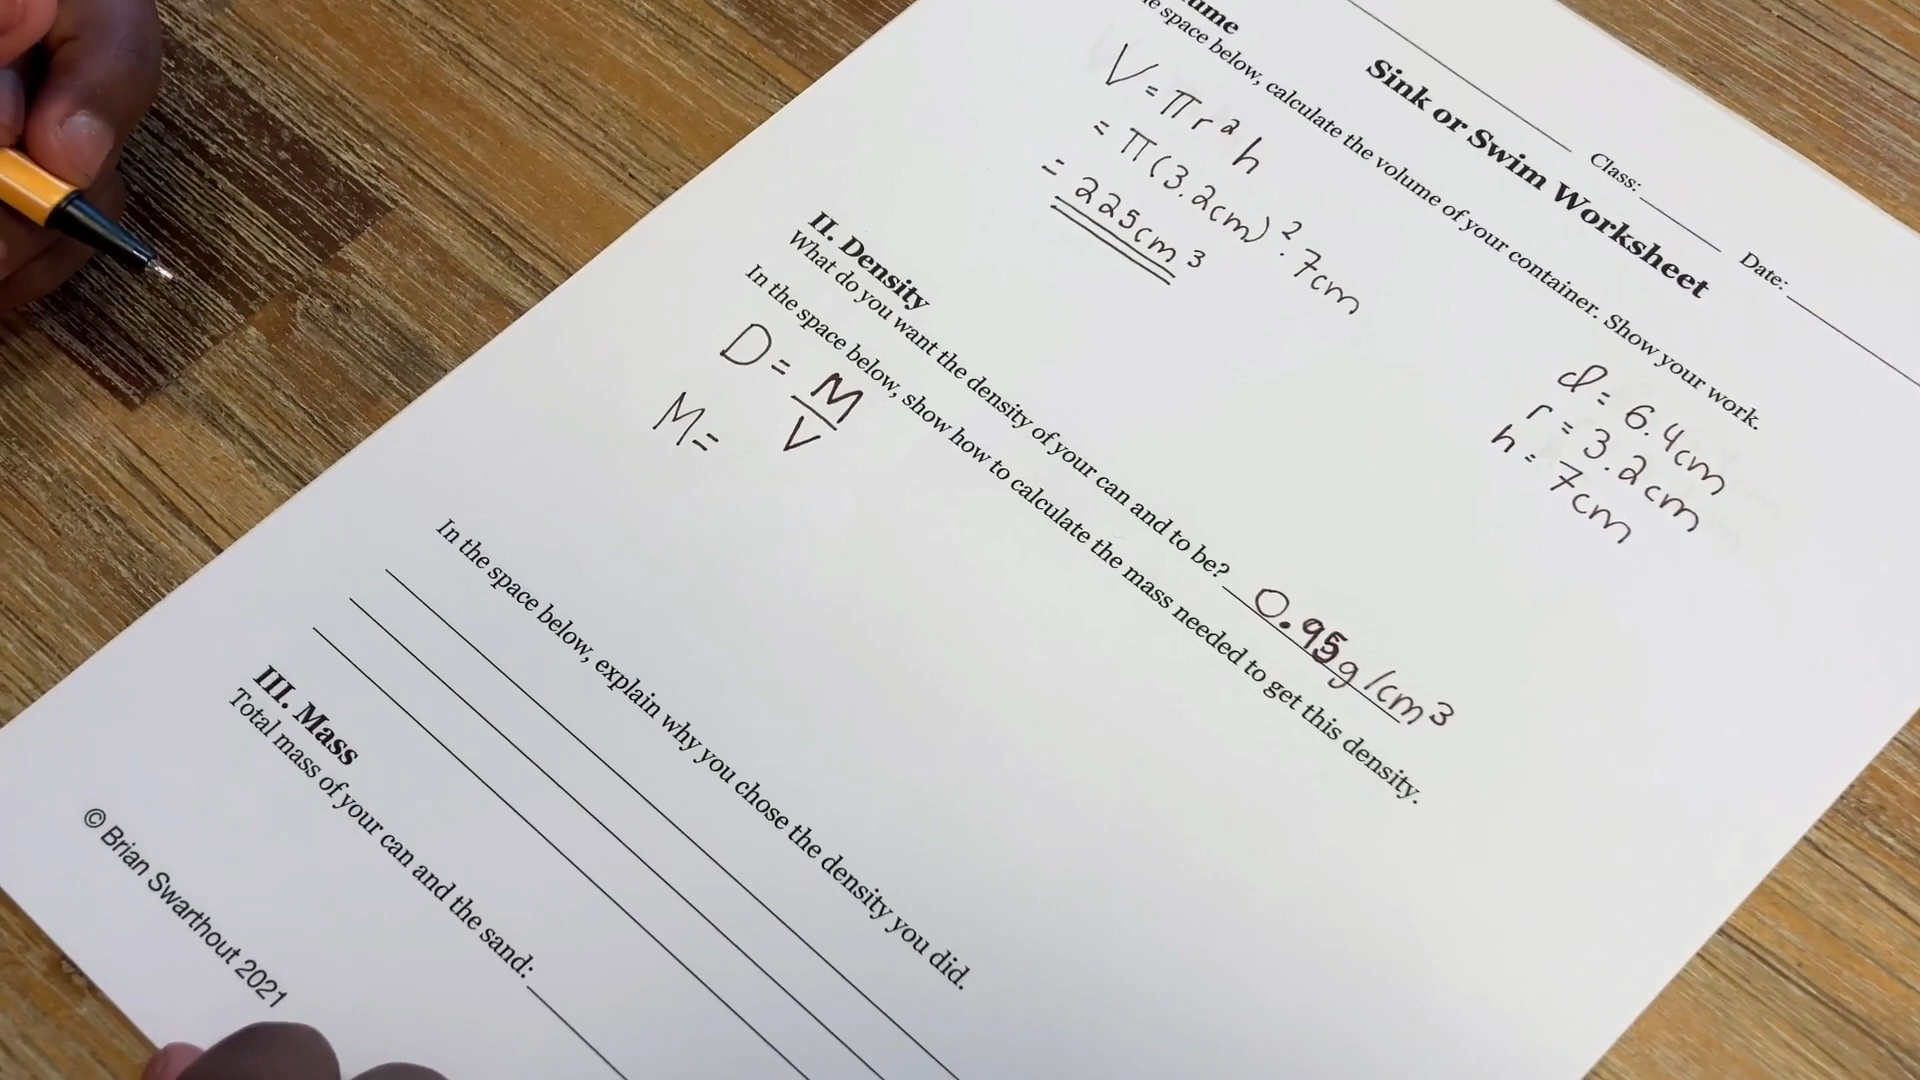 Class: Date:
Sink or Swim Worksheet
space below, calculate the volume of your container. Show your work.
V = πr²h
= π(3.2cm)²·7cm
= 225cm³
d = 6.4cm
r = 3.2cm
h = 7cm
II. Density
What do you want the density of your can and to be? 0.95g/cm³
In the space below, show how to calculate the mass needed to get this density.
D = M/V
M =
In the space below, explain why you chose the density you did.
III. Mass
Total mass of your can and the sand:
© Brian Swarthout 2021